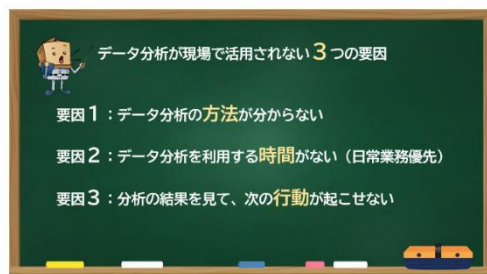 データ分析が現場で活用されない3つの要因
要因1：データ分析の方法が分からない
要因2：データ分析を利用する時間がない（日常業務優先）
要因3：分析の結果を見て、次の行動が起こせない